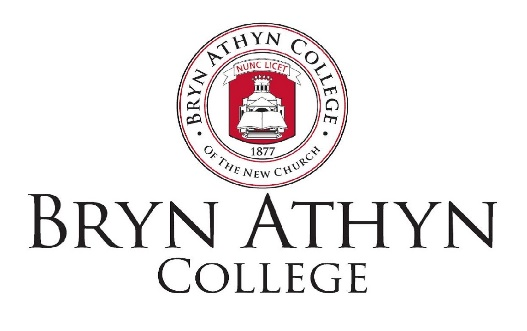 BRYN ATHYN COLLEGE
NUNC LICET
1877
OF THE NEW CHURCH
BRYN ATHYN
COLLEGE